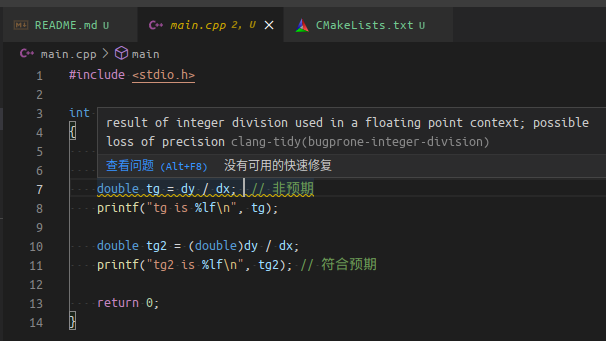 README.md U
main.cpp 2, U
CMakeLists.txt U
main.cpp > main
1 #include <stdio.h>
2
3 int
4 {
5
6
result of integer division used in a floating point context; possible
loss of precision clang-tidy(bugprone-integer-division)
查看问题 (Alt+F8) 没有可用的快速修复
7 double tg = dy / dx; // 非预期
8 printf("tg is %lf\n", tg);
9
10 double tg2 = (double)dy / dx;
11 printf("tg2 is %lf\n", tg2); // 符合预期
12
13 return 0;
14 }